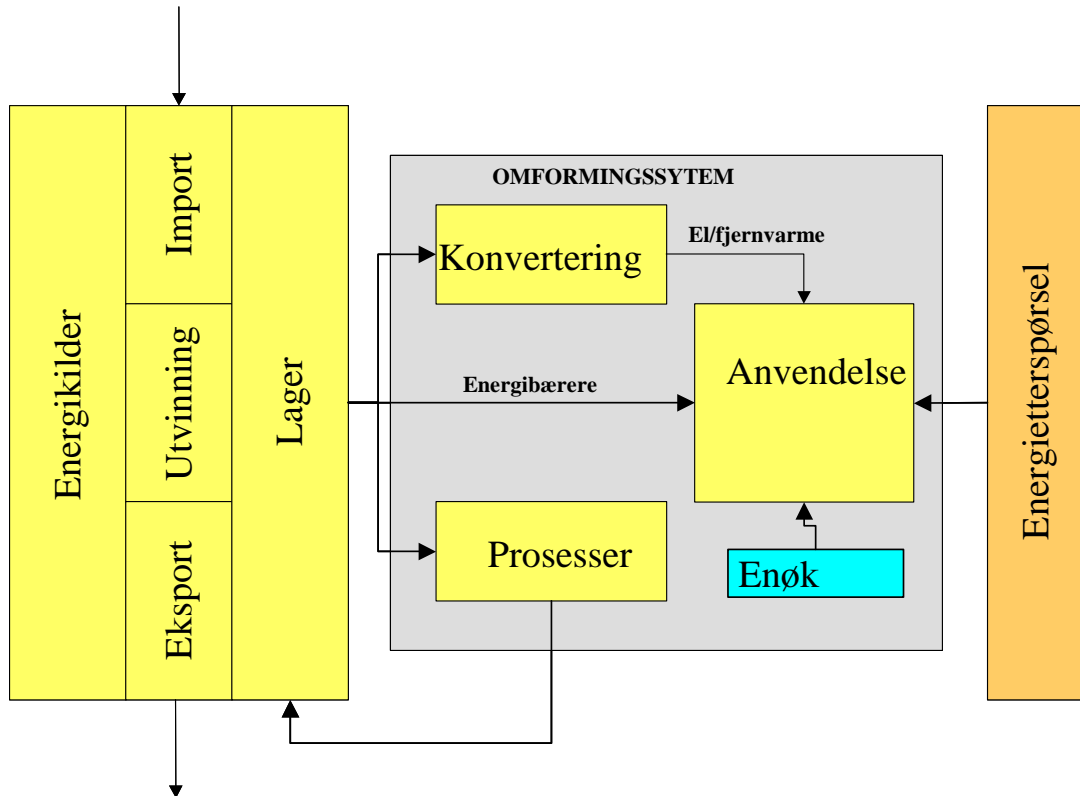 Energikilder
Import
Utvinning
Eksport
Lager
OMFORMINGSSYTEM
Konvertering
El/fjernvarme
Energibærere
Anvendelse
Prosesser
Enøk
Energietterspørsel